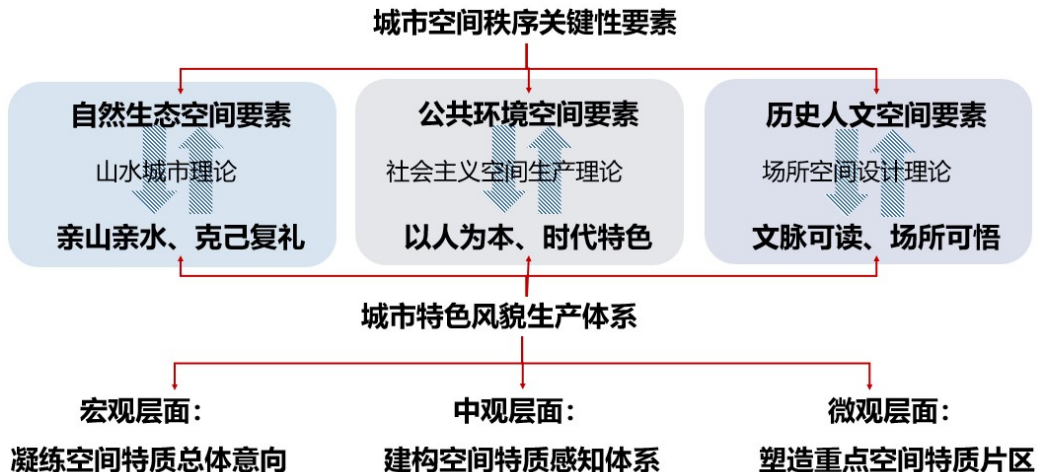 城市空间秩序关键性要素
自然生态空间要素
公共环境空间要素
历史人文空间要素
山水城市理论
社会主义空间生产理论
场所空间设计理论
亲山亲水、克己复礼
以人为本、时代特色
文脉可读、场所可悟
城市特色风貌生产体系
宏观层面：
中观层面：
微观层面：
凝练空间特质总体意向
建构空间特质感知体系
塑造重点空间特质片区